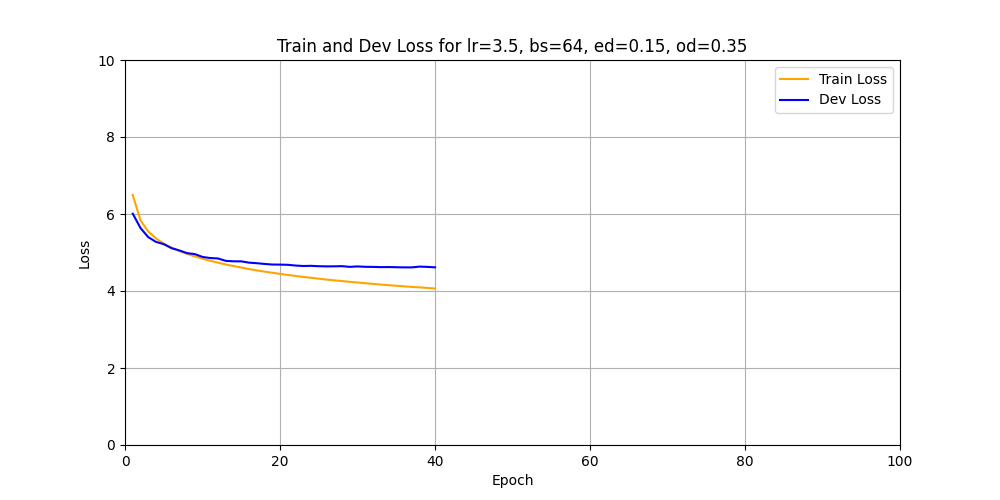 Train and Dev Loss for lr=3.5, bs=64, ed=0.15, od=0.35
Train Loss
Dev Loss
Loss
10
8
6
4
2
0
0 20 40 60 80 100
Epoch